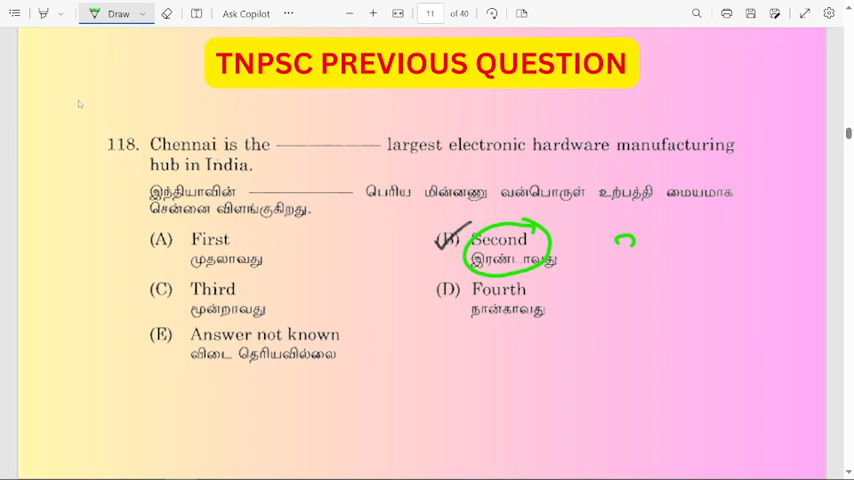 Draw
Ask Copilot
11 of 40
TNPSC PREVIOUS QUESTION
118. Chennai is the ———— largest electronic hardware manufacturing
hub in India.
இந்தியாவின் ———— பெரிய மின்னணு வன்பொருள் உற்பத்தி மையமாக
சென்னை விளங்குகிறது.
(A) First (B) Second
முதலாவது இரண்டாவது
(C) Third (D) Fourth
மூன்றாவது நான்காவது
(E) Answer not known
விடை தெரியவில்லை